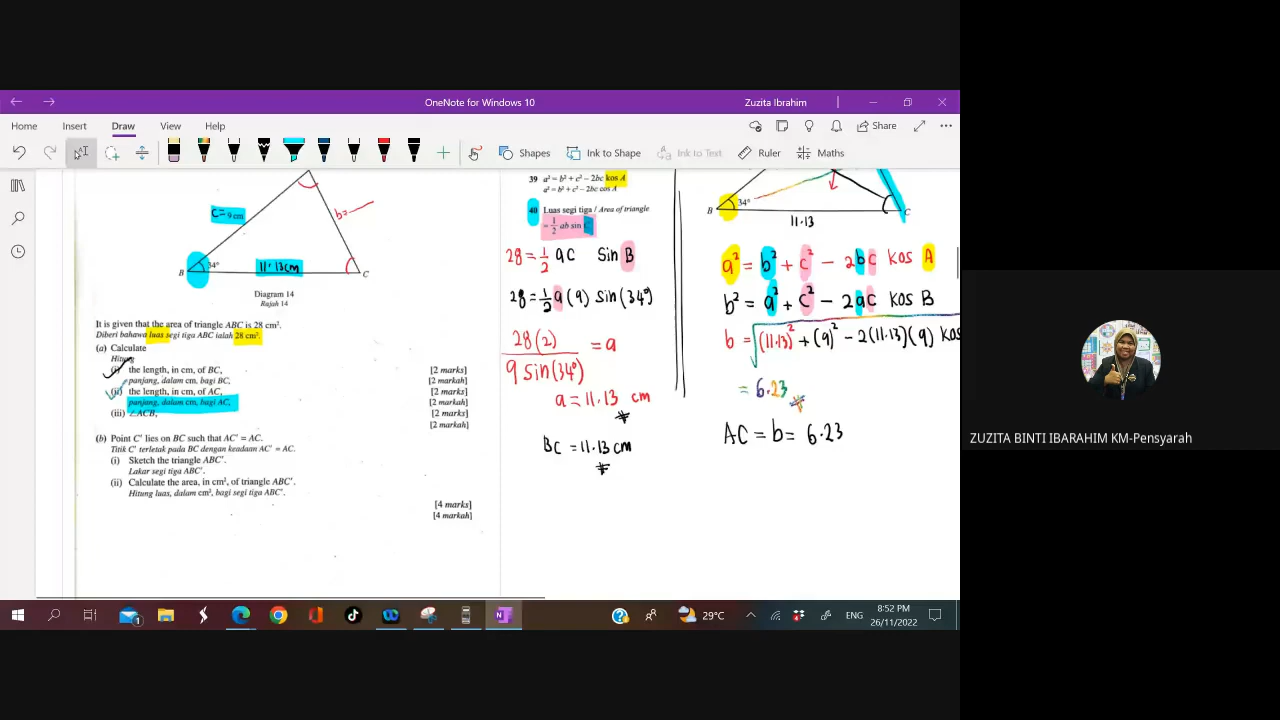 OneNote for Windows 10
Zuzita Ibrahim
Home
Insert
Draw
View
Help
Share
Shapes
Ink to Shape
Ink to Text
Ruler
Maths
c = 9 cm
b =
B
34°
11.13cm
C
Diagram 14
Rajah 14
It is given that the area of triangle ABC is 28 cm².
Diberi bahawa luas segi tiga ABC ialah 28 cm².
(a) Calculate
Hitung
(i) the length, in cm, of BC, [2 marks]
panjang, dalam cm, bagi BC, [2 markah]
(ii) the length, in cm, of AC, [2 marks]
panjang, dalam cm, bagi AC, [2 markah]
(iii) ∠ACB, [2 marks]
[2 markah]
(b) Point C' lies on BC such that AC' = AC.
Titik C' terletak pada BC dengan keadaan AC' = AC.
(i) Sketch the triangle ABC'.
Lakar segi tiga ABC'.
(ii) Calculate the area, in cm², of triangle ABC'.
Hitung luas, dalam cm², bagi segi tiga ABC'.
[4 marks]
[4 markah]
39 a² = b² + c² − 2bc kos A
a² = b² + c² − 2bc cos A
40 Luas segi tiga / Area of triangle
= 1/2 ab sin C
28 = 1/2 ac Sin B
28 = 1/2 a (9) sin (34°)
28(2) / 9 sin(34°) = a
a = 11.13 cm
BC = 11.13 cm
B
34°
11.13
C
a² = b² + c² − 2bc kos A
b² = a² + c² − 2ac kos B
b = √(11.13)² + (9)² − 2(11.13)(9) kos
= 6.23
AC = b = 6.23
ZUZITA BINTI IBARAHIM KM-Pensyarah
1
29°C
ENG
8:52 PM
26/11/2022